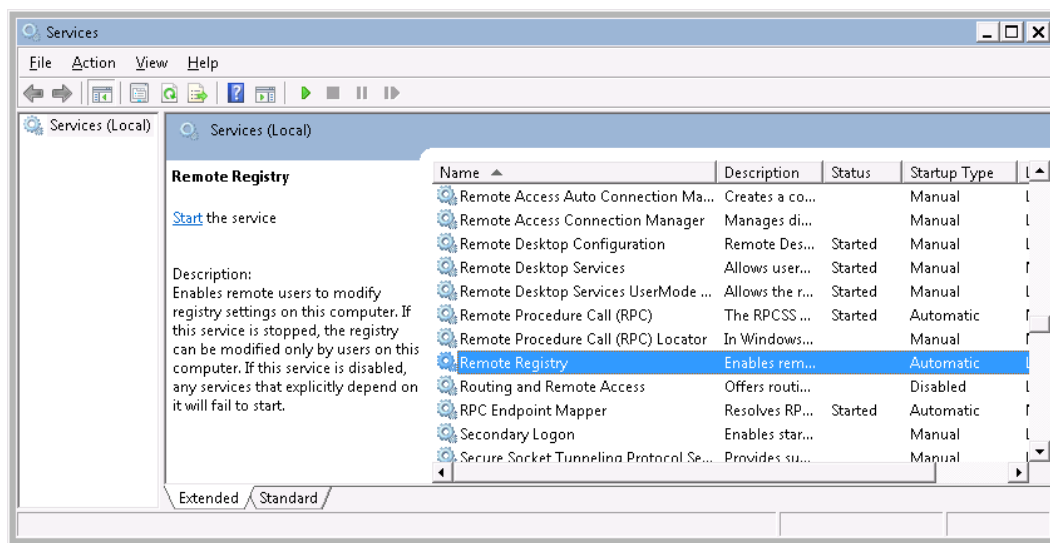 Services
File Action View Help
Services (Local)
Services (Local)
Remote Registry
Start the service
Description:
Enables remote users to modify
registry settings on this computer. If
this service is stopped, the registry
can be modified only by users on this
computer. If this service is disabled,
any services that explicitly depend on
it will fail to start.
Name Description Status Startup Type
Remote Access Auto Connection Ma... Creates a co... Manual
Remote Access Connection Manager Manages di... Manual
Remote Desktop Configuration Remote Des... Started Manual
Remote Desktop Services Allows user... Started Manual
Remote Desktop Services UserMode ... Allows the r... Started Manual
Remote Procedure Call (RPC) The RPCSS ... Started Automatic
Remote Procedure Call (RPC) Locator In Windows... Manual
Remote Registry Enables rem... Automatic
Routing and Remote Access Offers routi... Disabled
RPC Endpoint Mapper Resolves RP... Started Automatic
Secondary Logon Enables star... Manual
Secure Socket Tunneling Protocol Se... Provides su... Manual
Extended Standard